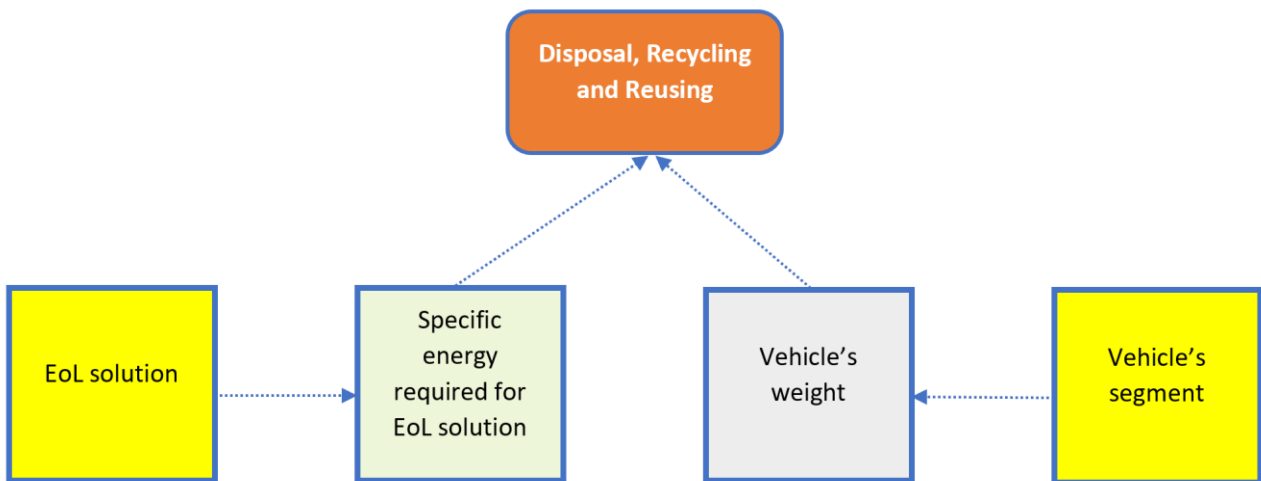 Disposal, Recycling
and Reusing
EoL solution
Specific
energy
required for
EoL solution
Vehicle’s
weight
Vehicle’s
segment